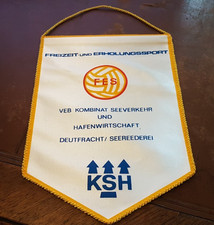 FREIZEIT UND ERHOLUNGSSPORT
FES
VEB KOMBINAT SEEVERKEHR
UND
HAFENWIRTSCHAFT
DEUTFRACHT/SEEREEDEREI
KSH